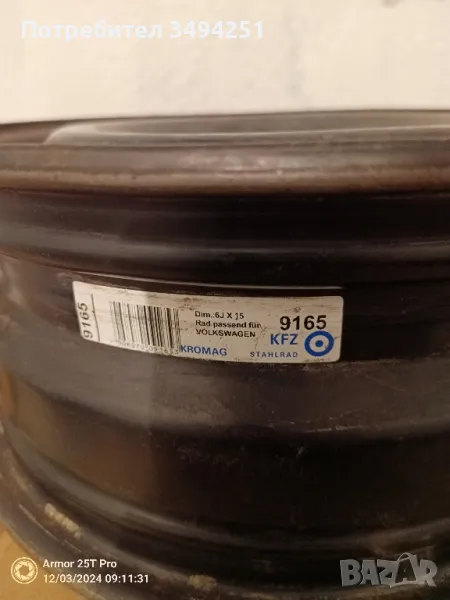 Потребител 3494251
9165
Dim.:6J X 15
Rad passend für
VOLKSWAGEN
9165
KROMAG
KFZ
STAHLRAD
Armor 25T Pro
12/03/2024 09:11:31
BAZAR